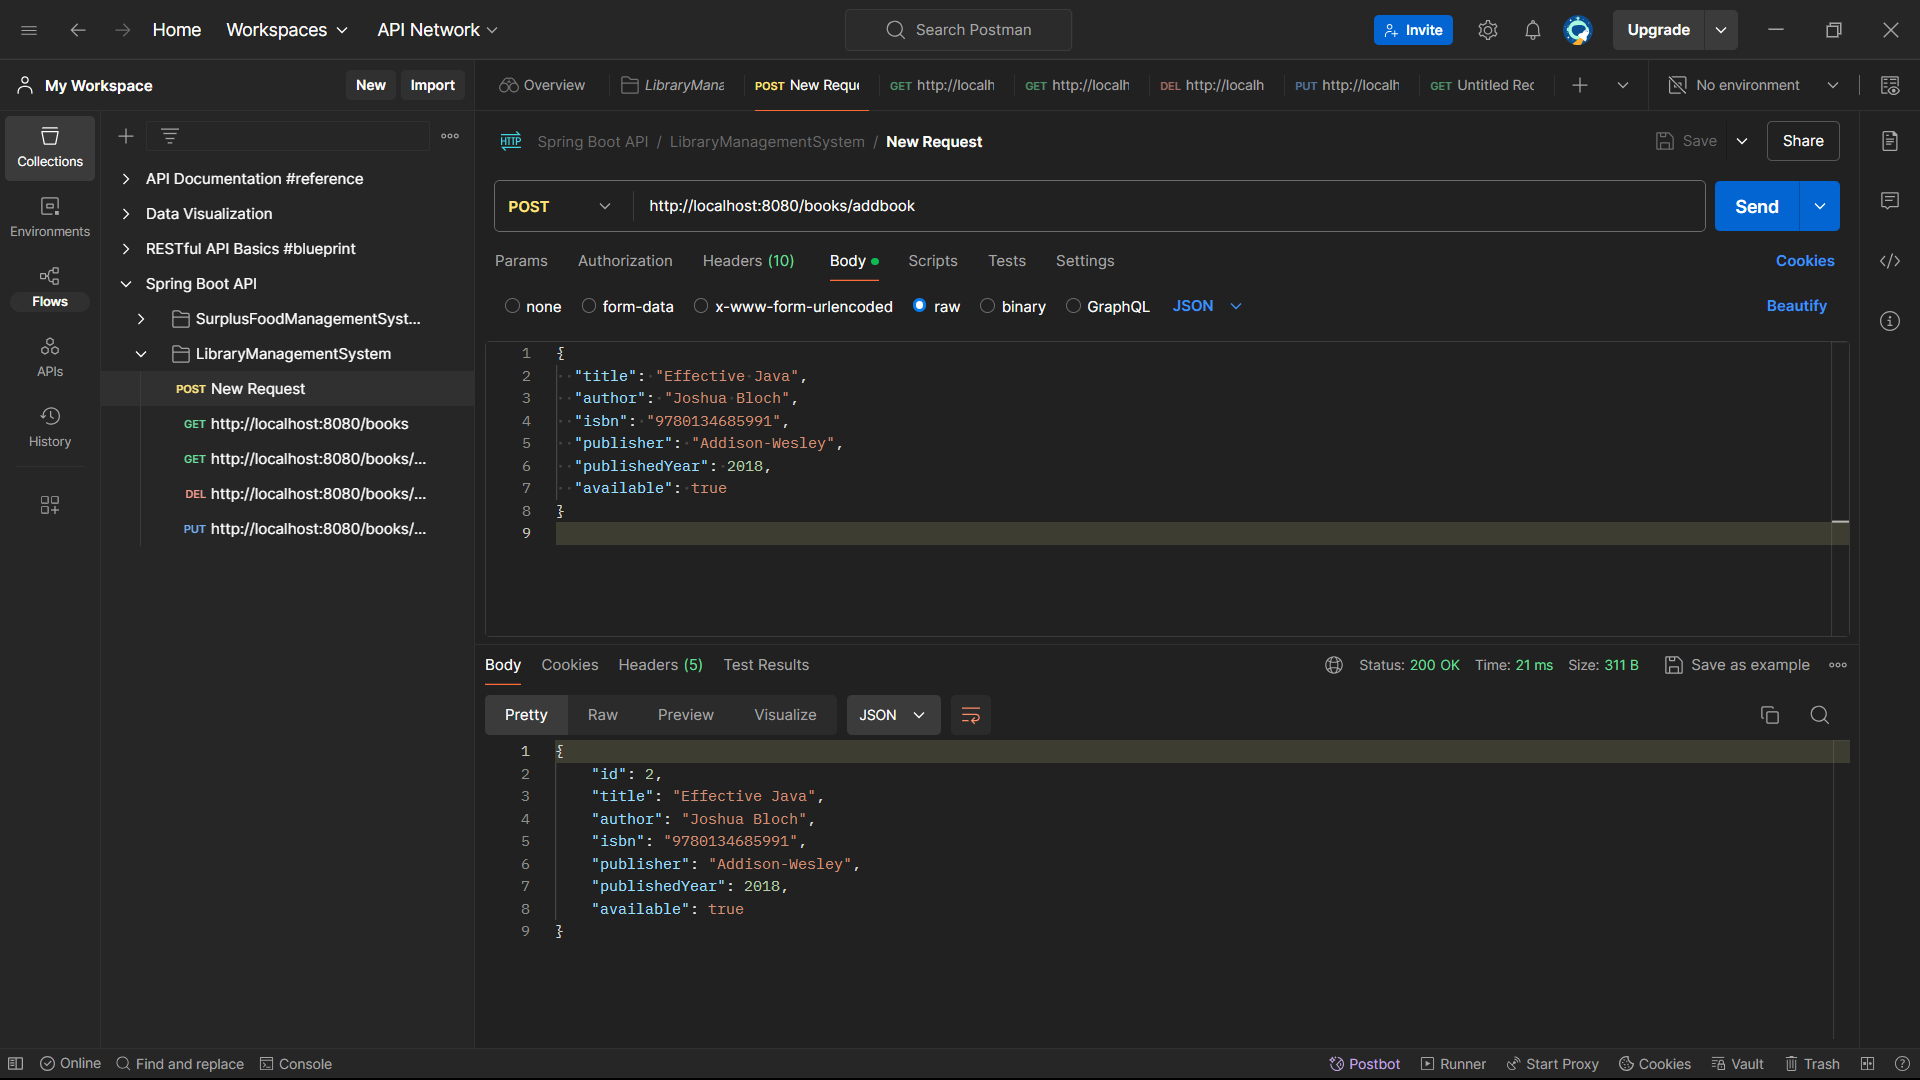 Home Workspaces API Network Search Postman Invite Upgrade
My Workspace New Import Overview LibraryMana POST New Reque GET http://localh GET http://localh DEL http://localh PUT http://localh GET Untitled Rec No environment
Collections
Environments
Flows
APIs
History
API Documentation #reference
Data Visualization
RESTful API Basics #blueprint
Spring Boot API
SurplusFoodManagementSyst...
LibraryManagementSystem
POST New Request
GET http://localhost:8080/books
GET http://localhost:8080/books/...
DEL http://localhost:8080/books/...
PUT http://localhost:8080/books/...
HTTP Spring Boot API / LibraryManagementSystem / New Request Save Share
POST http://localhost:8080/books/addbook Send
Params Authorization Headers (10) Body Scripts Tests Settings Cookies
none form-data x-www-form-urlencoded raw binary GraphQL JSON Beautify
1 {
2 "title": "Effective Java",
3 "author": "Joshua Bloch",
4 "isbn": "9780134685991",
5 "publisher": "Addison-Wesley",
6 "publishedYear": 2018,
7 "available": true
8 }
9
Body Cookies Headers (5) Test Results Status: 200 OK Time: 21 ms Size: 311 B Save as example
Pretty Raw Preview Visualize JSON
1 {
2 "id": 2,
3 "title": "Effective Java",
4 "author": "Joshua Bloch",
5 "isbn": "9780134685991",
6 "publisher": "Addison-Wesley",
7 "publishedYear": 2018,
8 "available": true
9 }
Online Find and replace Console Postbot Runner Start Proxy Cookies Vault Trash